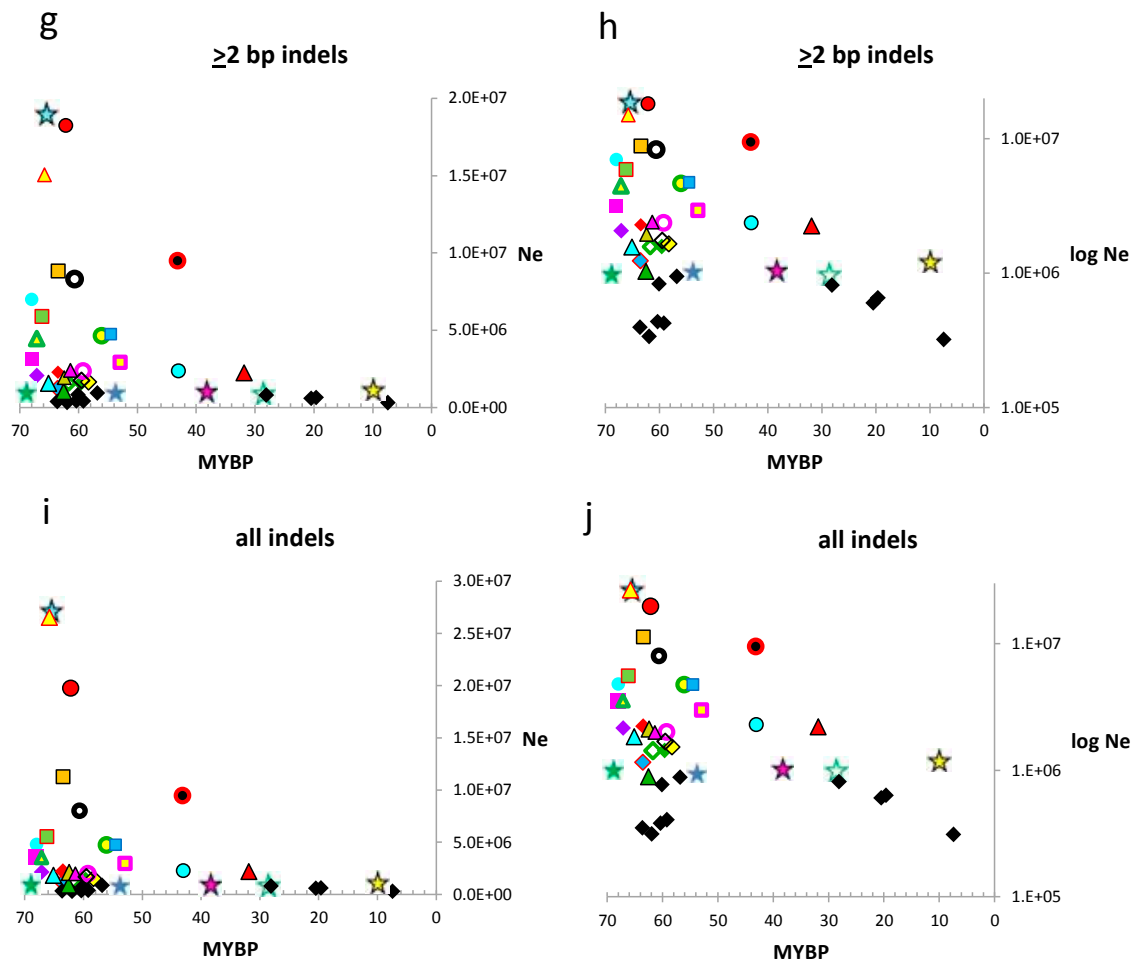 g
≥2 bp indels
2.0E+07
1.5E+07
1.0E+07
5.0E+06
0.0E+00
Ne
70 60 50 40 30 20 10 0
MYBP
h
≥2 bp indels
1.0E+07
1.0E+06
1.0E+05
log Ne
70 60 50 40 30 20 10 0
MYBP
i
all indels
3.0E+07
2.5E+07
2.0E+07
1.5E+07
1.0E+07
5.0E+06
0.0E+00
Ne
70 60 50 40 30 20 10 0
MYBP
j
all indels
1.E+07
1.E+06
1.E+05
log Ne
70 60 50 40 30 20 10 0
MYBP